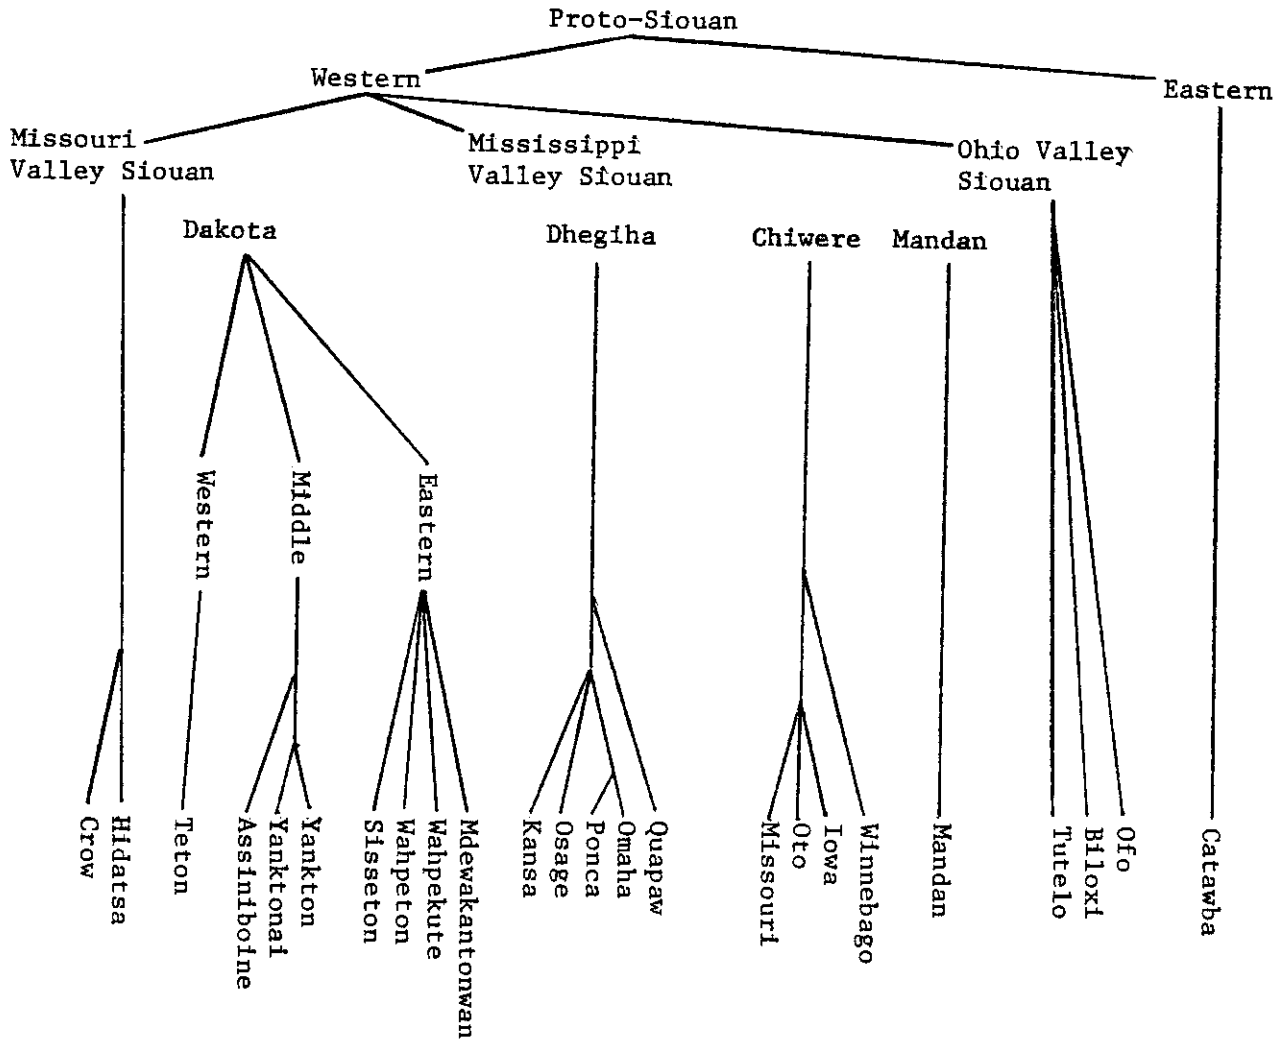 Proto-Siouan
Western
Eastern
Missouri
Valley Siouan
Mississippi
Valley Siouan
Ohio Valley
Siouan
Dakota
Dhegiha
Chiwere
Mandan
Western
Middle
Eastern
Crow
Hidatsa
Teton
Assiniboine
Yanktonai
Yankton
Sisseton
Wahpeton
Wahpekute
Mdewakantonwan
Kansa
Osage
Ponca
Omaha
Quapaw
Missouri
Oto
Iowa
Winnebago
Mandan
Tutelo
Biloxi
Ofo
Catawba